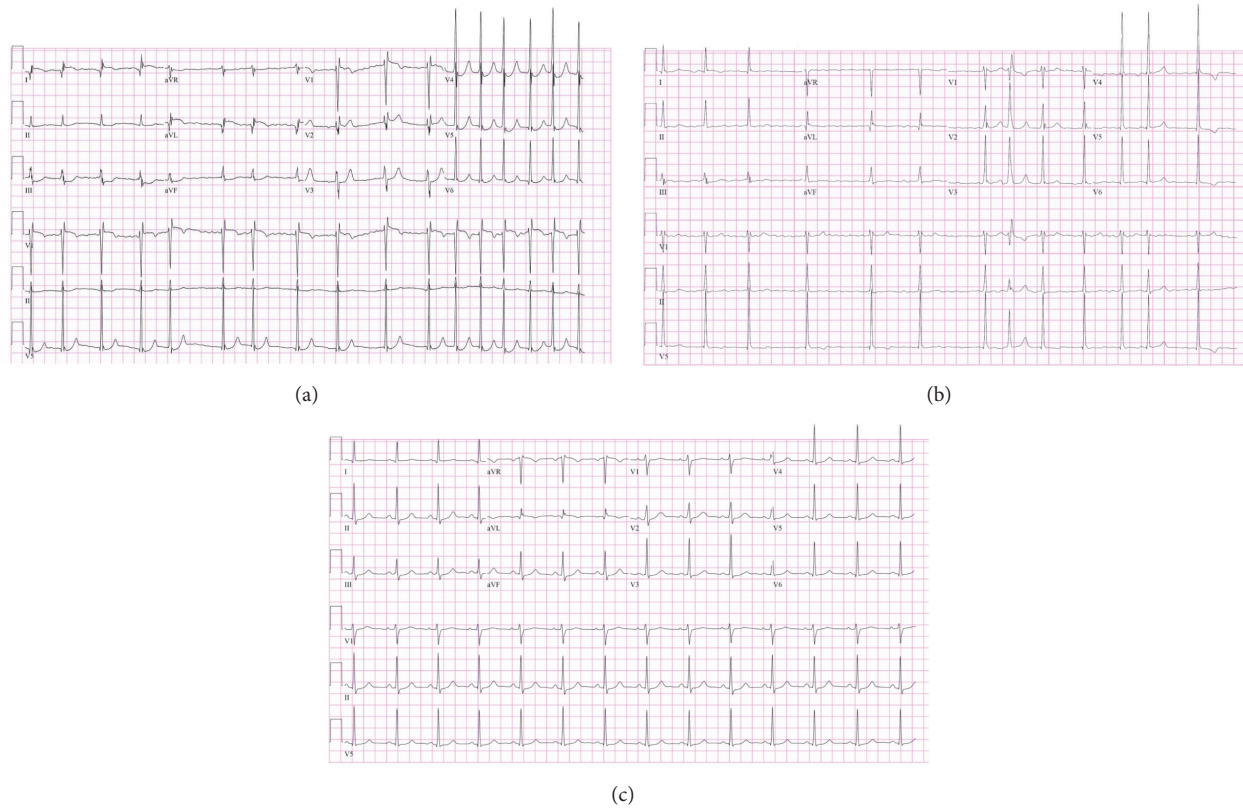 I aVR V1 V4
II aVL V2 V5
III aVF V3 V6
V1
II
V5
(a)
I aVR V1 V4
II aVL V2 V5
III aVF V3 V6
V1
II
V5
(b)
I aVR V1 V4
II aVL V2 V5
III aVF V3 V6
V1
II
V5
(c)